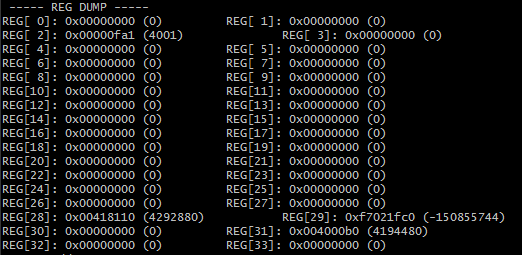 ----- REG DUMP -----
REG[ 0]: 0x00000000 (0) REG[ 1]: 0x00000000 (0)
REG[ 2]: 0x00000fa1 (4001) REG[ 3]: 0x00000000 (0)
REG[ 4]: 0x00000000 (0) REG[ 5]: 0x00000000 (0)
REG[ 6]: 0x00000000 (0) REG[ 7]: 0x00000000 (0)
REG[ 8]: 0x00000000 (0) REG[ 9]: 0x00000000 (0)
REG[10]: 0x00000000 (0) REG[11]: 0x00000000 (0)
REG[12]: 0x00000000 (0) REG[13]: 0x00000000 (0)
REG[14]: 0x00000000 (0) REG[15]: 0x00000000 (0)
REG[16]: 0x00000000 (0) REG[17]: 0x00000000 (0)
REG[18]: 0x00000000 (0) REG[19]: 0x00000000 (0)
REG[20]: 0x00000000 (0) REG[21]: 0x00000000 (0)
REG[22]: 0x00000000 (0) REG[23]: 0x00000000 (0)
REG[24]: 0x00000000 (0) REG[25]: 0x00000000 (0)
REG[26]: 0x00000000 (0) REG[27]: 0x00000000 (0)
REG[28]: 0x00418110 (4292880) REG[29]: 0xf7021fc0 (-150855744)
REG[30]: 0x00000000 (0) REG[31]: 0x004000b0 (4194480)
REG[32]: 0x00000000 (0) REG[33]: 0x00000000 (0)